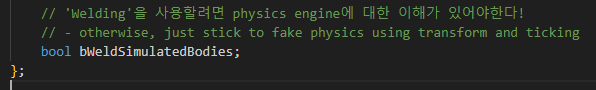 // 'Welding'을 사용할려면 physics engine에 대한 이해가 있어야한다!
// - otherwise, just stick to fake physics using transform and ticking
bool bWeldSimulatedBodies;
};